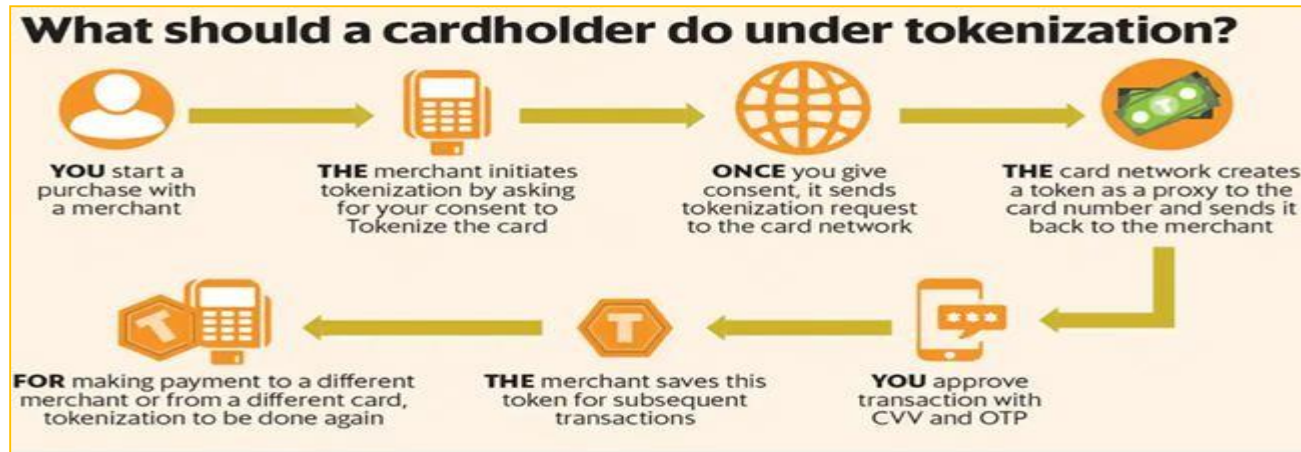 What should a cardholder do under tokenization?
YOU start a
purchase with
a merchant
THE merchant initiates
tokenization by asking
for your consent to
Tokenize the card
ONCE you give
consent, it sends
tokenization request
to the card network
THE card network creates
a token as a proxy to the
card number and sends it
back to the merchant
T
***
YOU approve
transaction with
CVV and OTP
T
THE merchant saves this
token for subsequent
transactions
T
FOR making payment to a different
merchant or from a different card,
tokenization to be done again